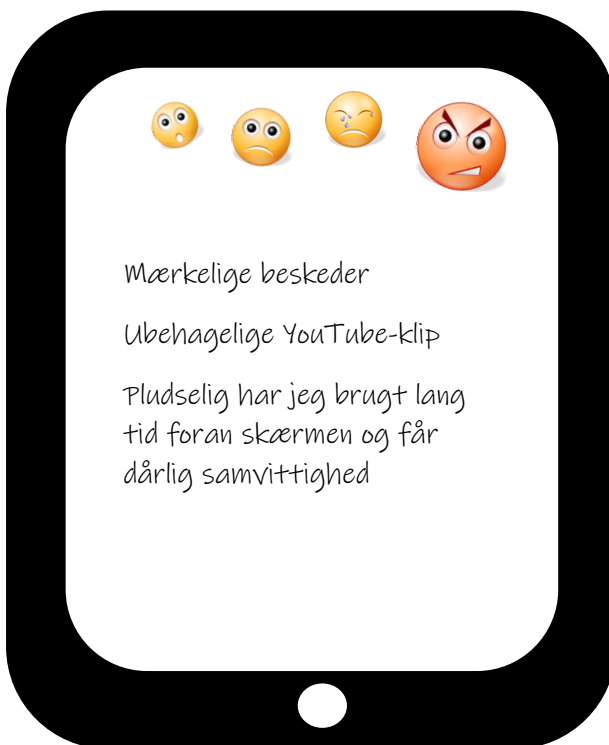 Mærkelige beskeder
Ubehagelige YouTube-klip
Pludselig har jeg brugt lang
tid foran skærmen og får
dårlig samvittighed